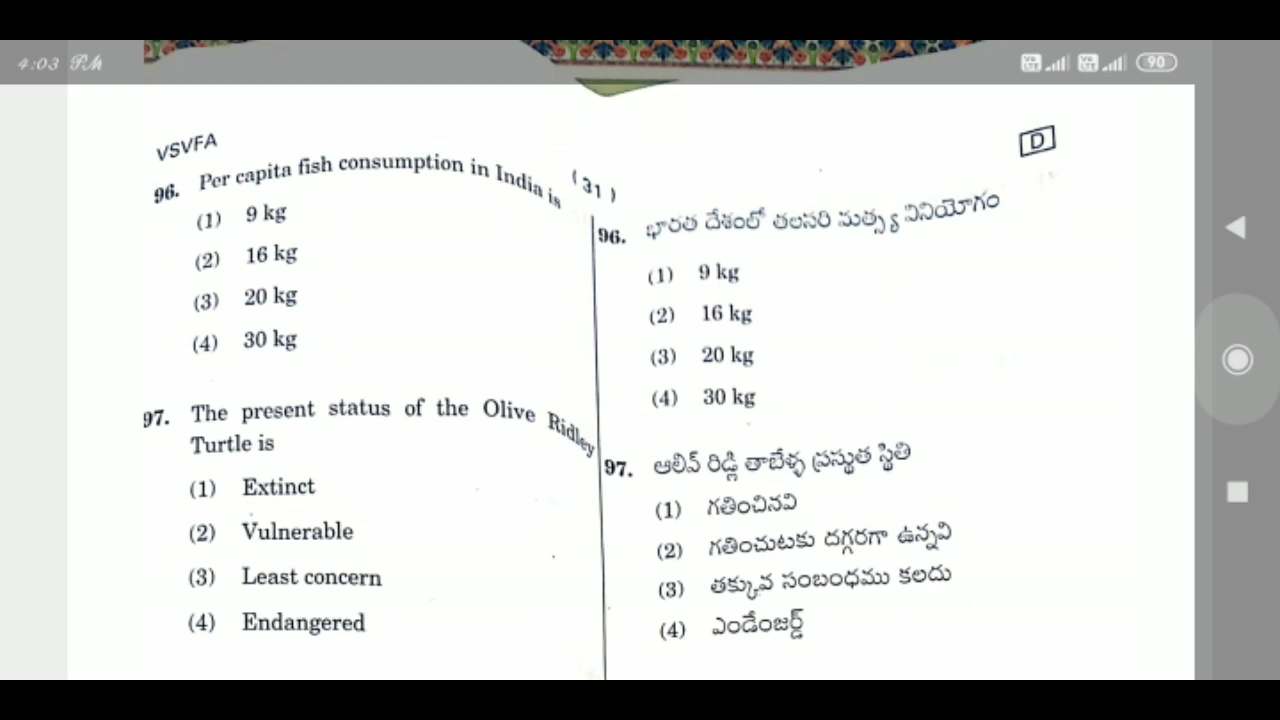 4:03 PM
90
VSVFA
(31)
D
96. Per capita fish consumption in India is
(1) 9 kg
(2) 16 kg
(3) 20 kg
(4) 30 kg
97. The present status of the Olive Ridley
Turtle is
(1) Extinct
(2) Vulnerable
(3) Least concern
(4) Endangered
96. భారత దేశంలో తలసరి మత్స్య వినియోగం
(1) 9 kg
(2) 16 kg
(3) 20 kg
(4) 30 kg
97. ఆలివ్ రిడ్లి తాబేళ్ళ ప్రస్థుత స్థితి
(1) గతించినవి
(2) గతించుటకు దగ్గరగా ఉన్నవి
(3) తక్కువ సంబంధము కలదు
(4) ఎండేంజర్డ్